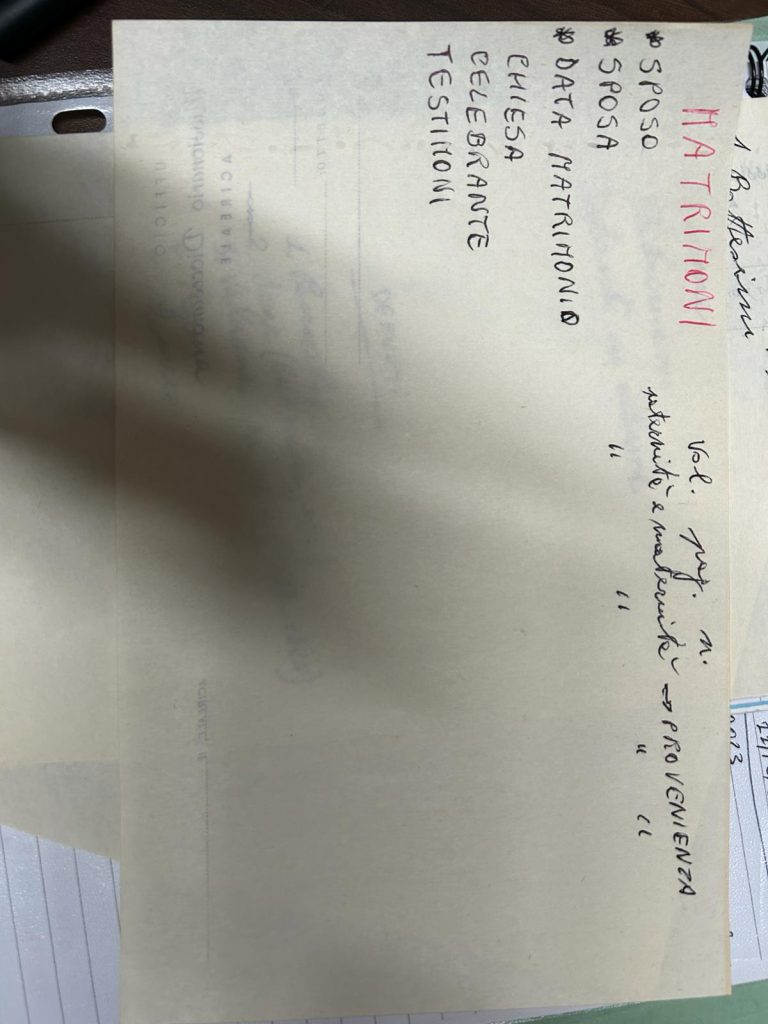 MATRIMONI vol. pag. n.
* SPOSO paternità e maternità → PROVENIENZA
* SPOSA " " " "
* DATA MATRIMONIO
CHIESA
CELEBRANTE
TESTIMONI